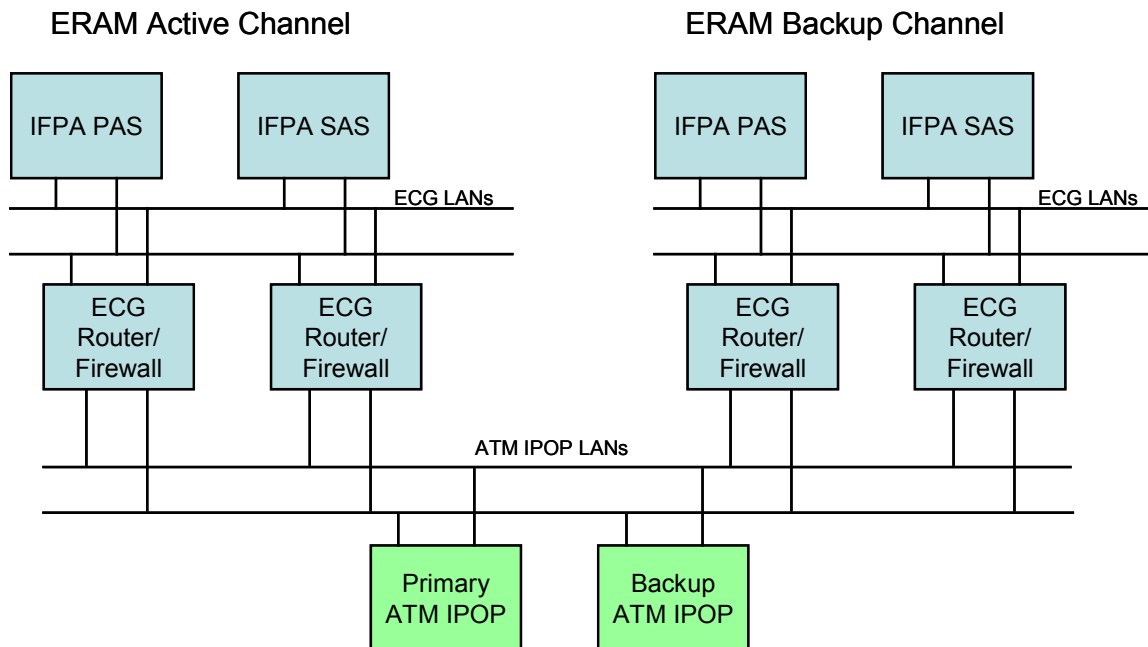 ERAM Active Channel
ERAM Backup Channel
IFPA PAS
IFPA SAS
IFPA PAS
IFPA SAS
ECG LANs
ECG LANs
ECG
Router/
Firewall
ECG
Router/
Firewall
ECG
Router/
Firewall
ECG
Router/
Firewall
ATM IPOP LANs
Primary
ATM IPOP
Backup
ATM IPOP